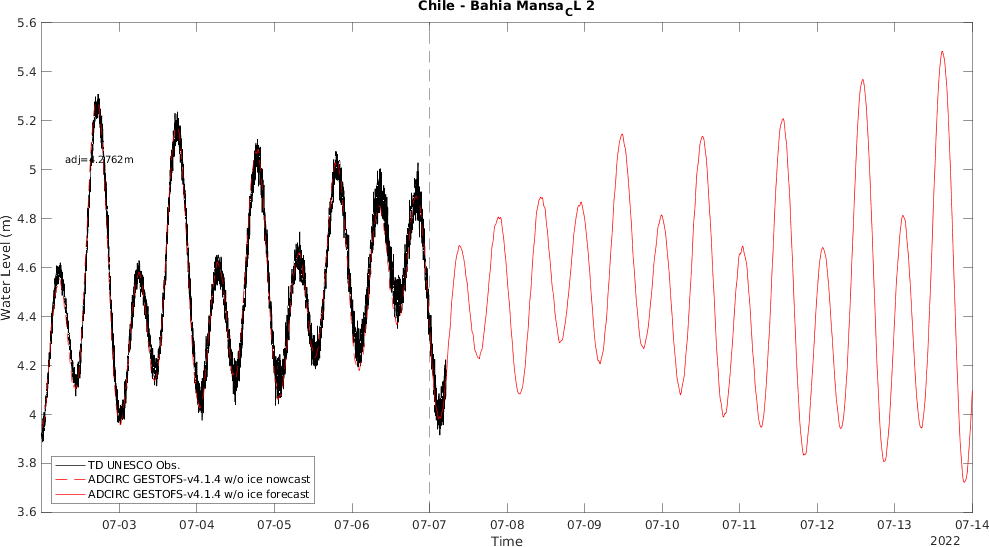 Chile - Bahia Mansa_CL 2
5.6
5.4
5.2
5
4.8
4.6
4.4
4.2
4
3.8
3.6
Water Level (m)
adj=4.2762m
TD UNESCO Obs.
ADCIRC GESTOFS-v4.1.4 w/o ice nowcast
ADCIRC GESTOFS-v4.1.4 w/o ice forecast
07-03 07-04 07-05 07-06 07-07 07-08 07-09 07-10 07-11 07-12 07-13 07-14
Time
2022